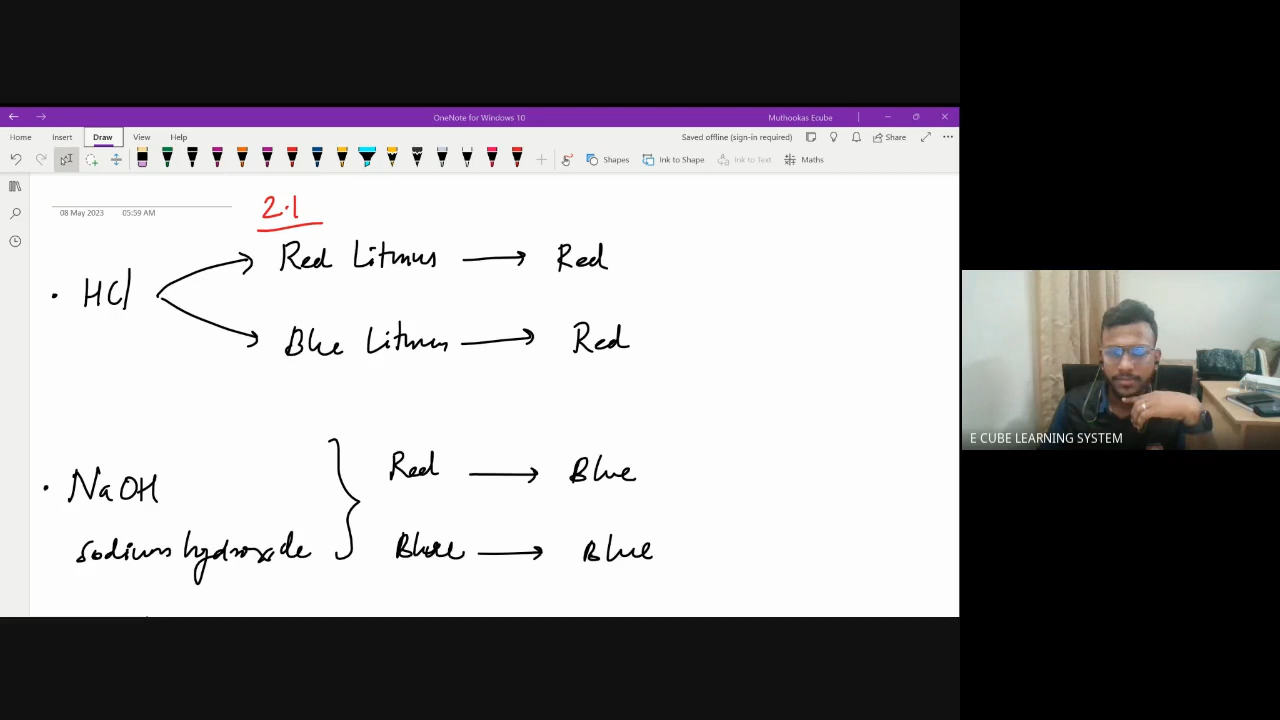 OneNote for Windows 10
Muthookas Ecube
Home Insert Draw View Help
Saved offline (sign-in required)
Share
Shapes
Ink to Shape
Ink to Text
Maths
08 May 2023 05:59 AM
2.1
Red Litmus → Red
• HCl
Blue Litmus → Red
Red → Blue
• NaOH
Sodium hydroxide
Blue → Blue
E CUBE LEARNING SYSTEM